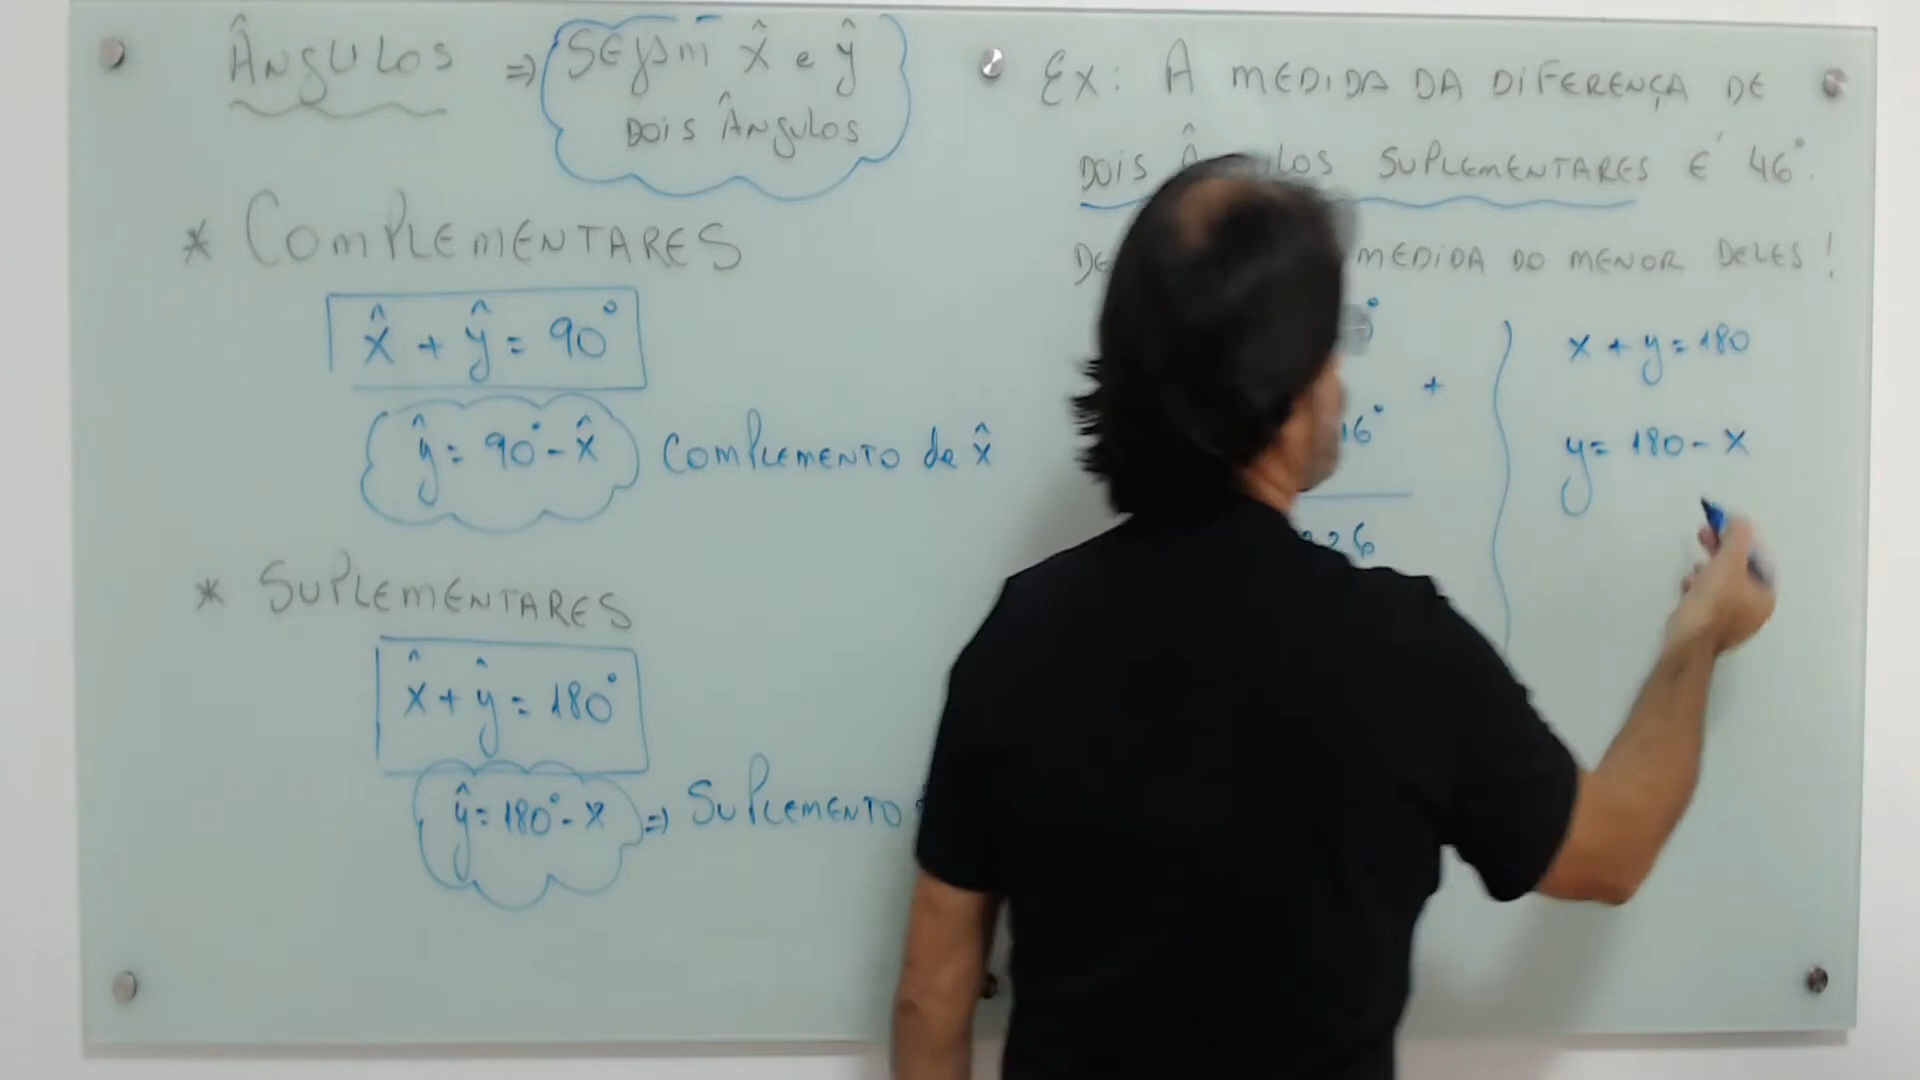 Ângulos ⇒ SEJAM x̂ e ŷ
DOIS Ângulos
* COMPLEMENTARES
x̂ + ŷ = 90°
ŷ = 90° - x̂ COMPLEMENTO de x̂
* SUPLEMENTARES
x̂ + ŷ = 180°
ŷ = 180° - x ⇒ SUPLEMENTO
Ex: A MEDIDA DA DIFERENÇA DE
DOIS SUPLEMENTARES É 46°.
MEDIDA DO MENOR DELES!
+
x + y = 180
y = 180 - x